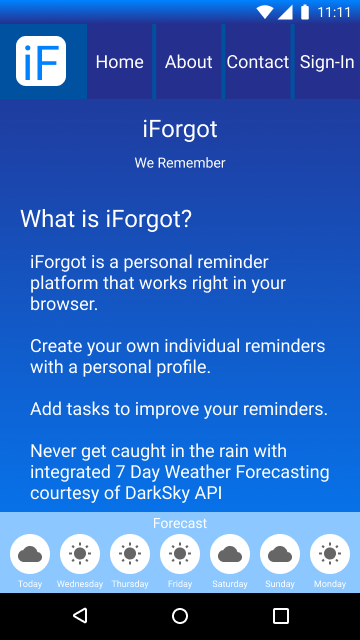 11:11
iF
Home
About
Contact
Sign-In
iForgot
We Remember
What is iForgot?
iForgot is a personal reminder
platform that works right in your
browser.
Create your own individual reminders
with a personal profile.
Add tasks to improve your reminders.
Never get caught in the rain with
integrated 7 Day Weather Forecasting
courtesy of DarkSky API
Forecast
Today
Wednesday
Thursday
Friday
Saturday
Sunday
Monday